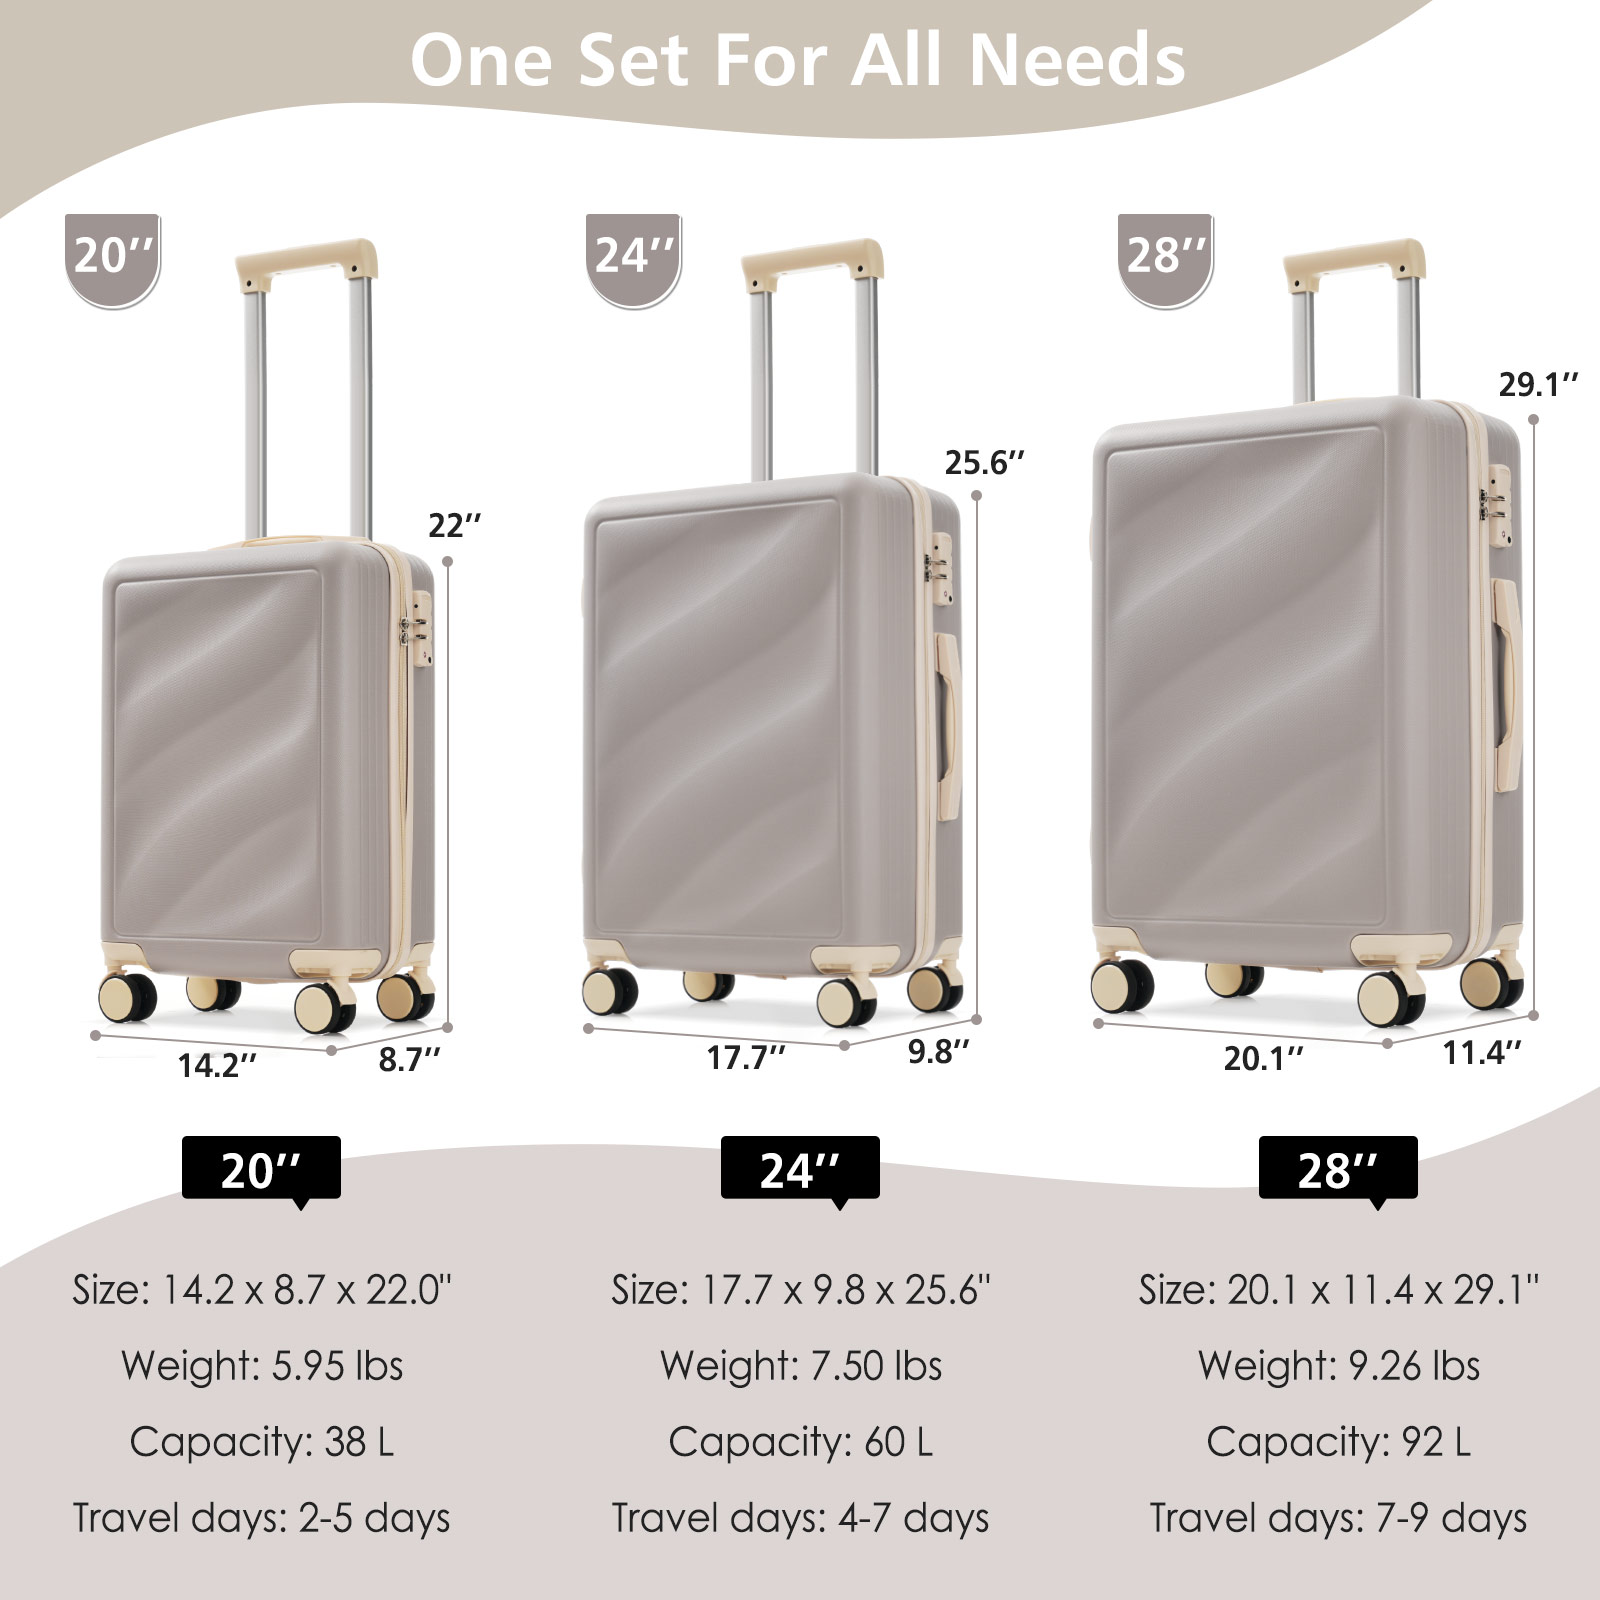 One Set For All Needs
20’’
24’’
28’’
22’’
25.6’’
29.1’’
14.2’’
8.7’’
17.7’’
9.8’’
20.1’’
11.4’’
20’’
24’’
28’’
Size: 14.2 x 8.7 x 22.0"
Weight: 5.95 lbs
Capacity: 38 L
Travel days: 2-5 days
Size: 17.7 x 9.8 x 25.6"
Weight: 7.50 lbs
Capacity: 60 L
Travel days: 4-7 days
Size: 20.1 x 11.4 x 29.1"
Weight: 9.26 lbs
Capacity: 92 L
Travel days: 7-9 days